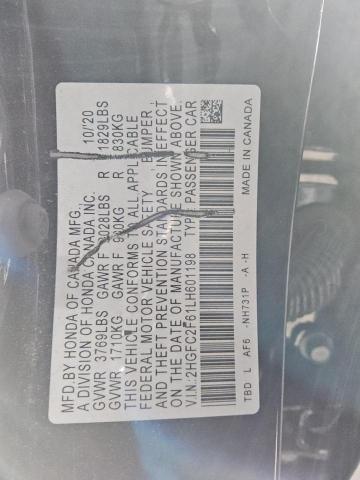 MFD.BY HONDA OF CANADA MFG., 10/'20
A DIVISION OF HONDA CANADA INC.
GVWR 3769LBS GAWR F 2028LBS R 1829LBS
GVWR 1710KG GAWR F 920KG R 830KG
THIS VEHICLE CONFORMS TO ALL APPLICABLE
FEDERAL MOTOR VEHICLE SAFETY, BUMPER,
AND THEFT PREVENTION STANDARDS IN EFFECT
ON THE DATE OF MANUFACTURE SHOWN ABOVE.
V.I.N.:2HGFC2F61LH601198 TYPE: PASSENGER CAR
TBD L AF6 -NH731P -A -H MADE IN CANADA